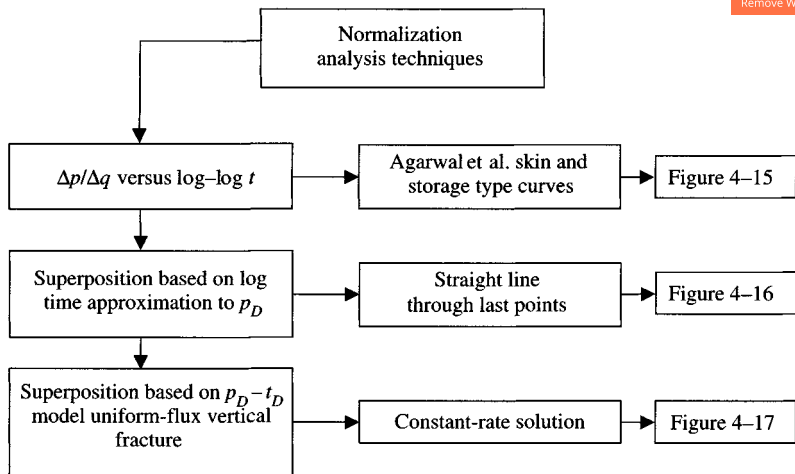 Remove W
Normalization
analysis techniques
Δp/Δq versus log–log t
Agarwal et al. skin and
storage type curves
Figure 4–15
Superposition based on log
time approximation to p_D
Straight line
through last points
Figure 4–16
Superposition based on p_D – t_D
model uniform-flux vertical
fracture
Constant-rate solution
Figure 4–17